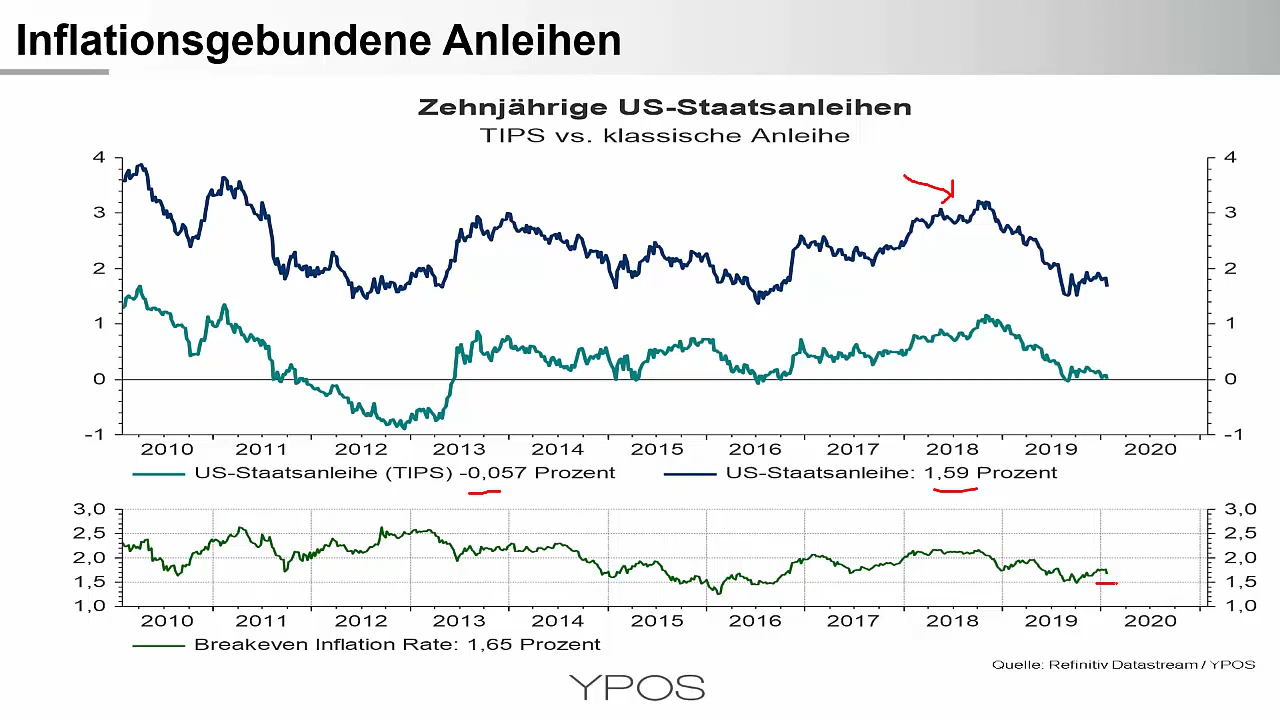 Inflationsgebundene Anleihen
Zehnjährige US-Staatsanleihen
TIPS vs. klassische Anleihe
4 4
3 3
2 2
1 1
0 0
-1 -1
2010 2011 2012 2013 2014 2015 2016 2017 2018 2019 2020
US-Staatsanleihe (TIPS) -0,057 Prozent US-Staatsanleihe: 1,59 Prozent
3,0 3,0
2,5 2,5
2,0 2,0
1,5 1,5
1,0 1,0
2010 2011 2012 2013 2014 2015 2016 2017 2018 2019 2020
Breakeven Inflation Rate: 1,65 Prozent
Quelle: Refinitiv Datastream / YPOS
YPOS